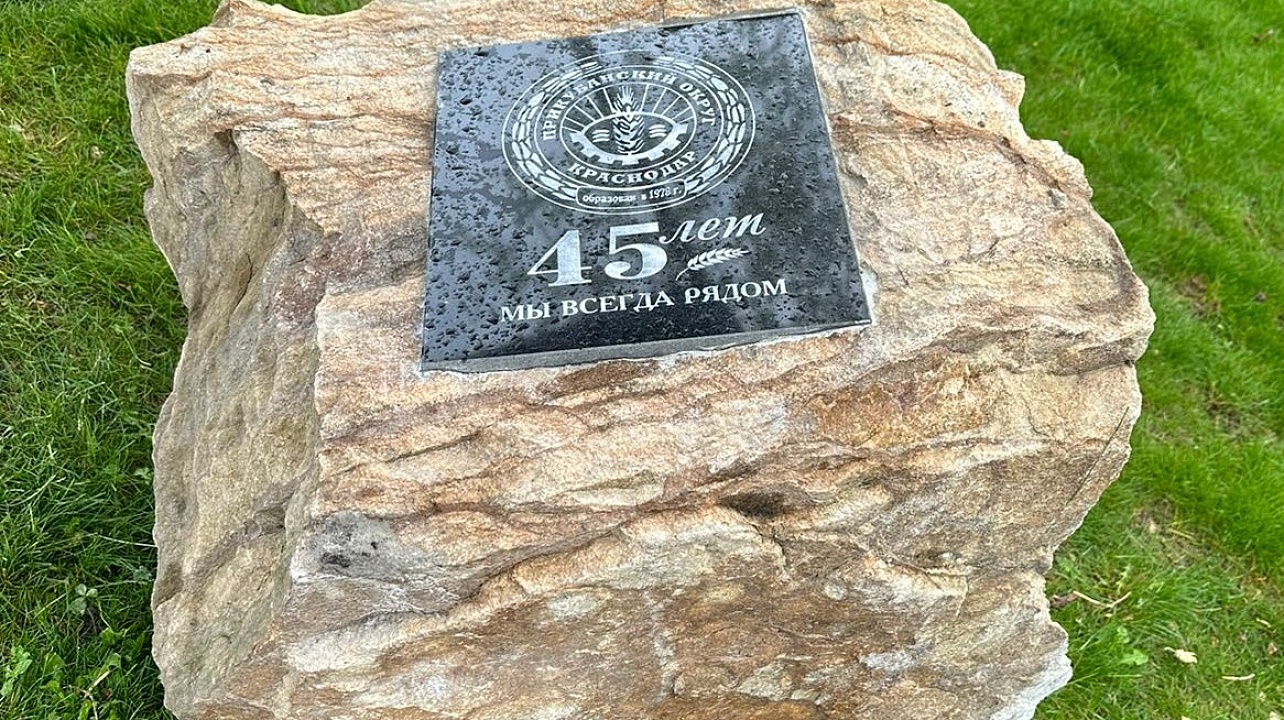 ПРИКУБАНСКИЙ ОКРУГ
КРАСНОДАР
образован в 1978 г.
45 лет
МЫ ВСЕГДА РЯДОМ